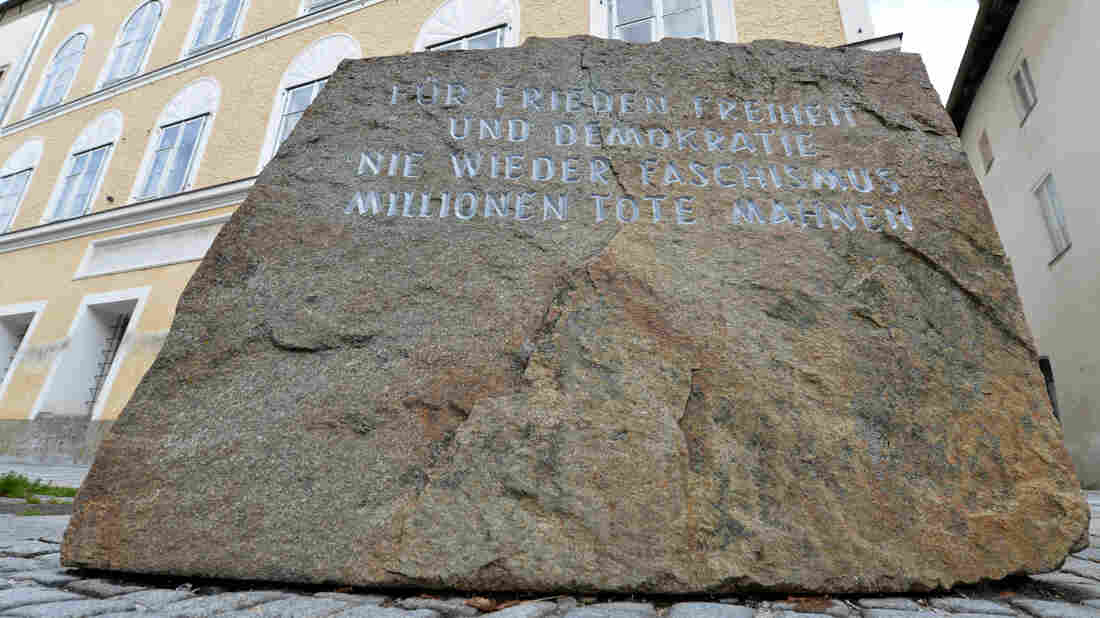 FÜR FRIEDEN FREIHEIT
UND DEMOKRATIE
NIE WIEDER FASCHISMUS
MILLIONEN TOTE MAHNEN